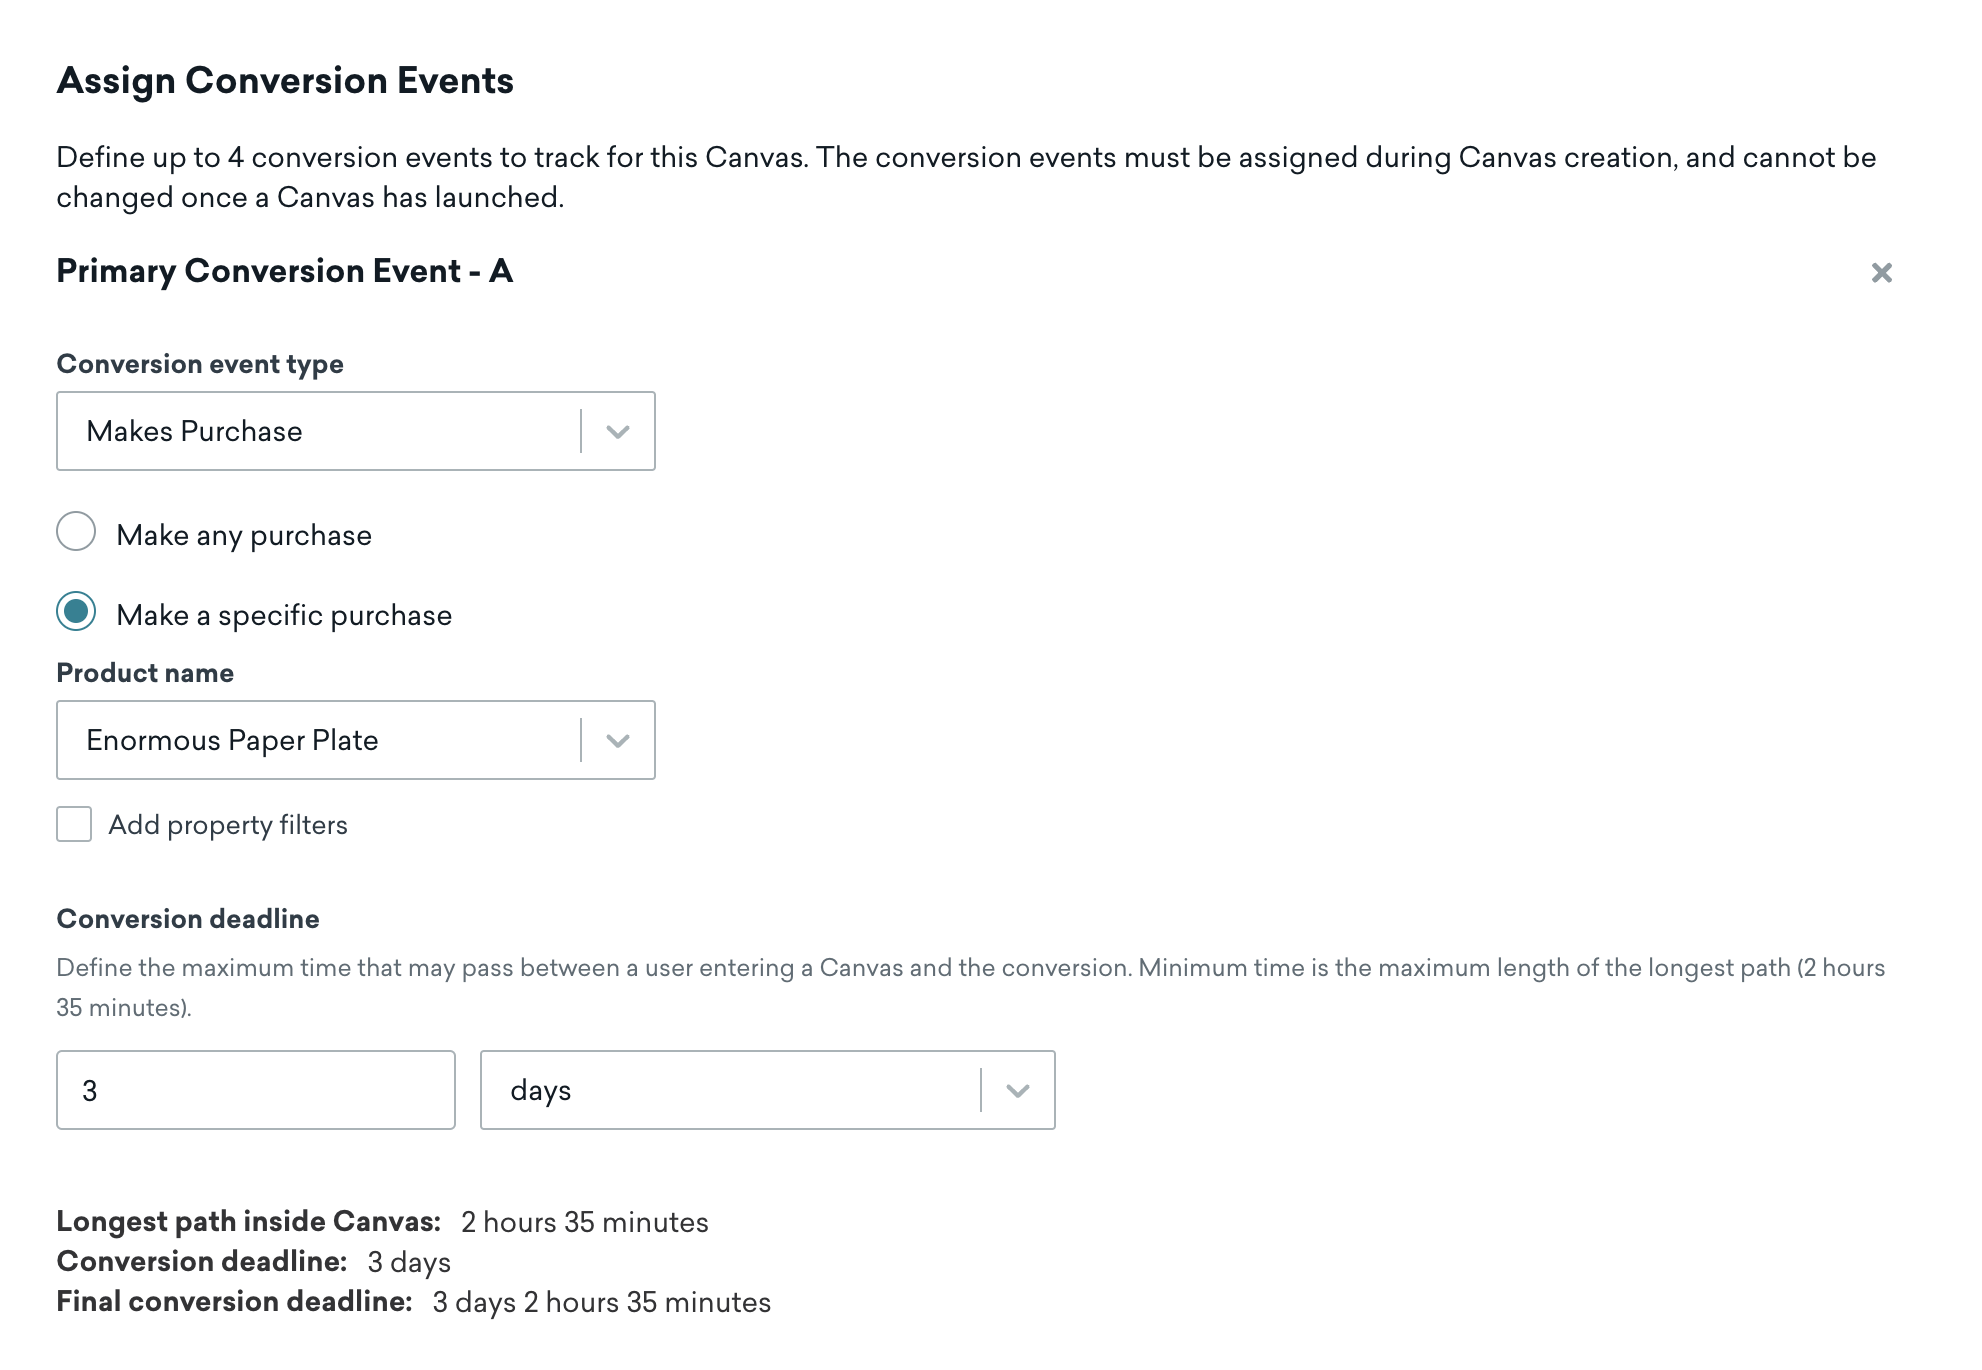 Assign Conversion Events
Define up to 4 conversion events to track for this Canvas. The conversion events must be assigned during Canvas creation, and cannot be
changed once a Canvas has launched.
Primary Conversion Event - A
Conversion event type
Makes Purchase
Make any purchase
Make a specific purchase
Product name
Enormous Paper Plate
Add property filters
Conversion deadline
Define the maximum time that may pass between a user entering a Canvas and the conversion. Minimum time is the maximum length of the longest path (2 hours
35 minutes).
3 days
Longest path inside Canvas: 2 hours 35 minutes
Conversion deadline: 3 days
Final conversion deadline: 3 days 2 hours 35 minutes